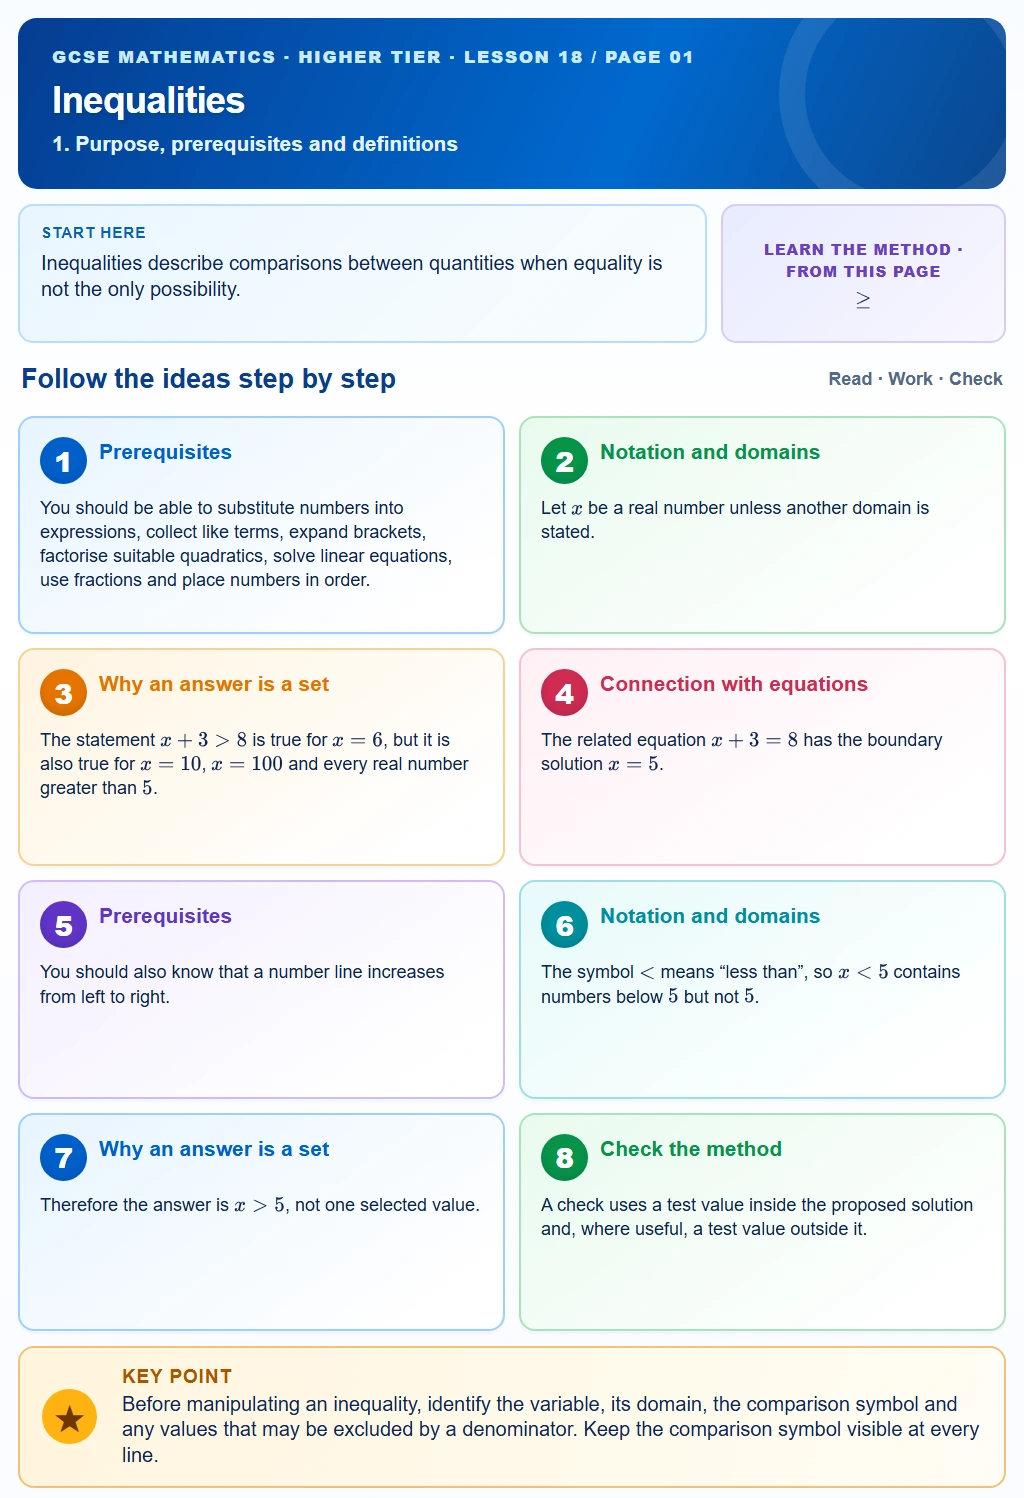 GCSE MATHEMATICS · HIGHER TIER · LESSON 18 / PAGE 01
Inequalities
1. Purpose, prerequisites and definitions
START HERE
Inequalities describe comparisons between quantities when equality is
not the only possibility.
LEARN THE METHOD ·
FROM THIS PAGE
≥
Follow the ideas step by step
Read · Work · Check
1 Prerequisites
You should be able to substitute numbers into
expressions, collect like terms, expand brackets,
factorise suitable quadratics, solve linear equations,
use fractions and place numbers in order.
2 Notation and domains
Let x be a real number unless another domain is
stated.
3 Why an answer is a set
The statement x + 3 > 8 is true for x = 6, but it is
also true for x = 10, x = 100 and every real number
greater than 5.
4 Connection with equations
The related equation x + 3 = 8 has the boundary
solution x = 5.
5 Prerequisites
You should also know that a number line increases
from left to right.
6 Notation and domains
The symbol < means “less than”, so x < 5 contains
numbers below 5 but not 5.
7 Why an answer is a set
Therefore the answer is x > 5, not one selected value.
8 Check the method
A check uses a test value inside the proposed solution
and, where useful, a test value outside it.
KEY POINT
Before manipulating an inequality, identify the variable, its domain, the comparison symbol and
any values that may be excluded by a denominator. Keep the comparison symbol visible at every
line.